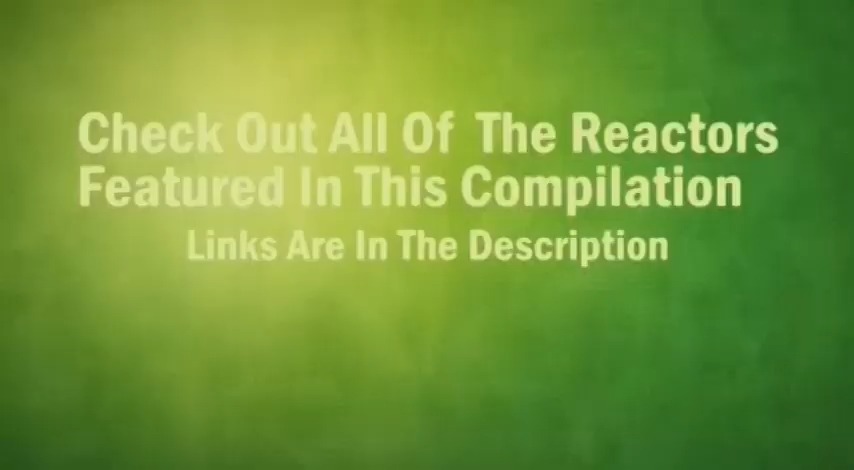 Check Out All Of The Reactors
Featured In This Compilation
Links Are In The Description